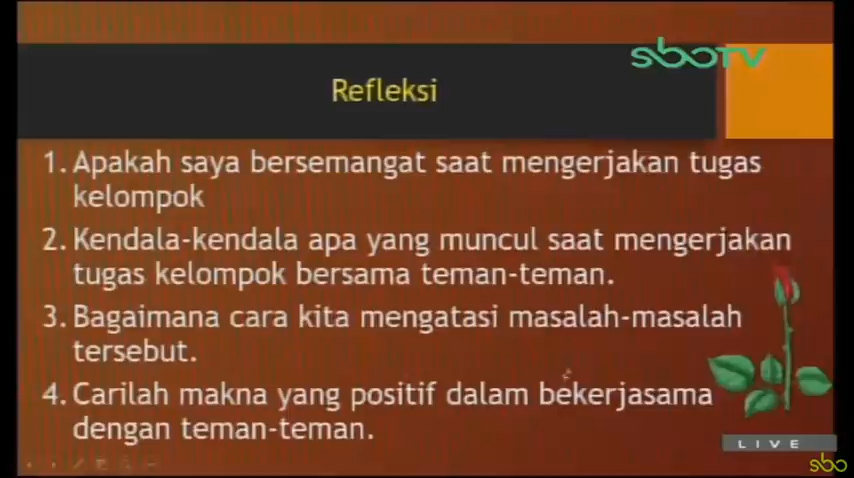 sboTV
Refleksi
1. Apakah saya bersemangat saat mengerjakan tugas
kelompok
2. Kendala-kendala apa yang muncul saat mengerjakan
tugas kelompok bersama teman-teman.
3. Bagaimana cara kita mengatasi masalah-masalah
tersebut.
4. Carilah makna yang positif dalam bekerjasama
dengan teman-teman.
LIVE
sbo